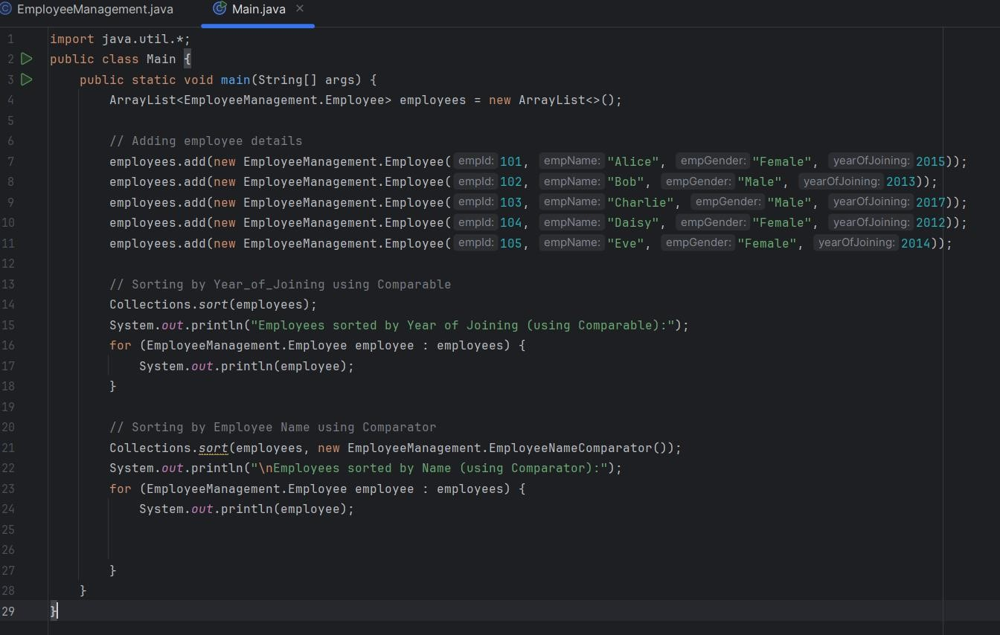 EmployeeManagement.java Main.java
1 import java.util.*;
2 public class Main {
3 public static void main(String[] args) {
4 ArrayList<EmployeeManagement.Employee> employees = new ArrayList<>();
5
6 // Adding employee details
7 employees.add(new EmployeeManagement.Employee( empId: 101, empName: "Alice", empGender: "Female", yearOfJoining: 2015));
8 employees.add(new EmployeeManagement.Employee( empId: 102, empName: "Bob", empGender: "Male", yearOfJoining: 2013));
9 employees.add(new EmployeeManagement.Employee( empId: 103, empName: "Charlie", empGender: "Male", yearOfJoining: 2017));
10 employees.add(new EmployeeManagement.Employee( empId: 104, empName: "Daisy", empGender: "Female", yearOfJoining: 2012));
11 employees.add(new EmployeeManagement.Employee( empId: 105, empName: "Eve", empGender: "Female", yearOfJoining: 2014));
12
13 // Sorting by Year_of_Joining using Comparable
14 Collections.sort(employees);
15 System.out.println("Employees sorted by Year of Joining (using Comparable):");
16 for (EmployeeManagement.Employee employee : employees) {
17 System.out.println(employee);
18 }
19
20 // Sorting by Employee Name using Comparator
21 Collections.sort(employees, new EmployeeManagement.EmployeeNameComparator());
22 System.out.println("\nEmployees sorted by Name (using Comparator):");
23 for (EmployeeManagement.Employee employee : employees) {
24 System.out.println(employee);
25
26
27 }
28 }
29 }